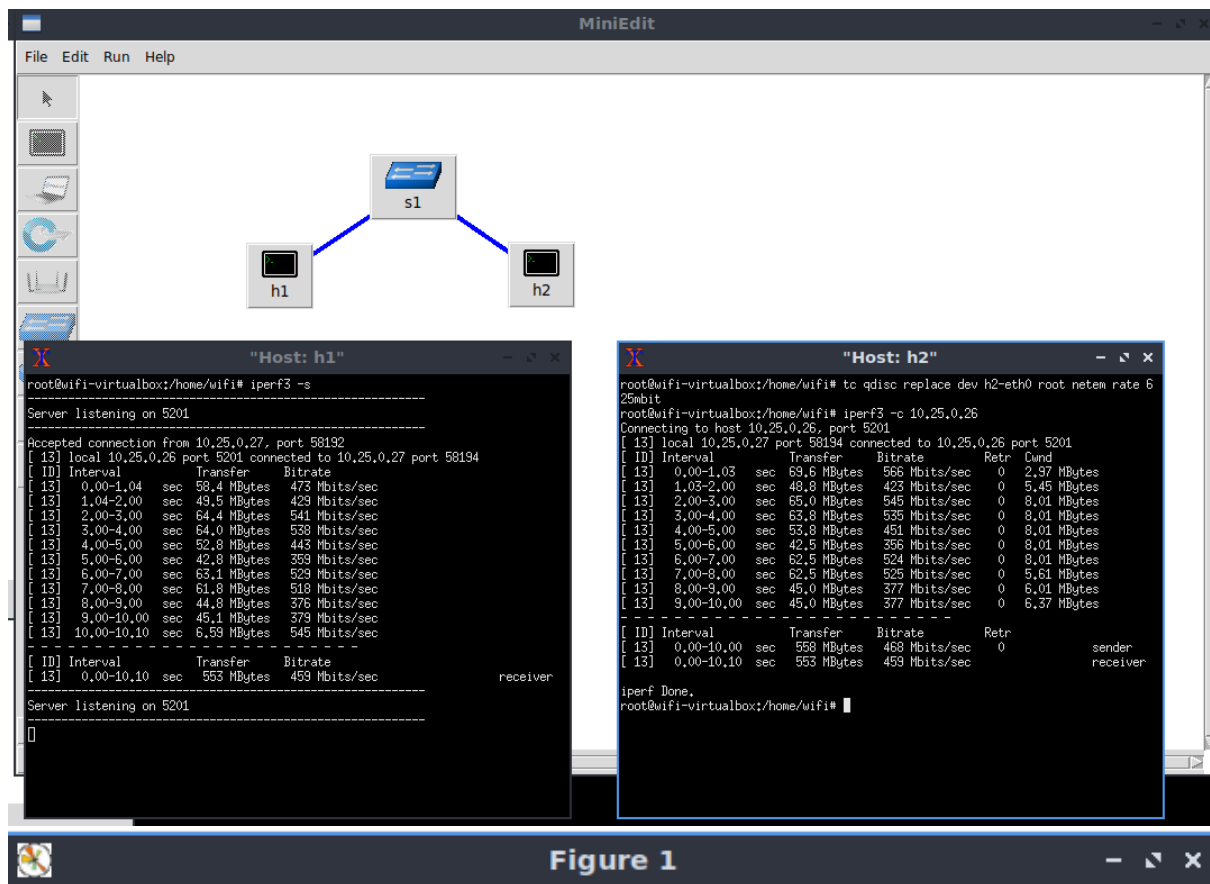 MiniEdit
File Edit Run Help
s1
h1
h2
"Host: h1"
root@wifi-virtualbox:/home/wifi# iperf3 -s
-----------------------------------------------------------
Server listening on 5201
-----------------------------------------------------------
Accepted connection from 10.25.0.27, port 58192
[ 13] local 10.25.0.26 port 5201 connected to 10.25.0.27 port 58194
[ ID] Interval Transfer Bitrate
[ 13] 0.00-1.04 sec 58.4 MBytes 473 Mbits/sec
[ 13] 1.04-2.00 sec 49.5 MBytes 429 Mbits/sec
[ 13] 2.00-3.00 sec 64.4 MBytes 541 Mbits/sec
[ 13] 3.00-4.00 sec 64.0 MBytes 538 Mbits/sec
[ 13] 4.00-5.00 sec 52.8 MBytes 443 Mbits/sec
[ 13] 5.00-6.00 sec 42.8 MBytes 359 Mbits/sec
[ 13] 6.00-7.00 sec 63.1 MBytes 529 Mbits/sec
[ 13] 7.00-8.00 sec 61.8 MBytes 518 Mbits/sec
[ 13] 8.00-9.00 sec 44.8 MBytes 376 Mbits/sec
[ 13] 9.00-10.00 sec 45.1 MBytes 379 Mbits/sec
[ 13] 10.00-10.10 sec 6.59 MBytes 545 Mbits/sec
- - - - - - - - - - - - - - - - - - - - - - - - -
[ ID] Interval Transfer Bitrate
[ 13] 0.00-10.10 sec 553 MBytes 459 Mbits/sec receiver
-----------------------------------------------------------
Server listening on 5201
-----------------------------------------------------------
"Host: h2"
root@wifi-virtualbox:/home/wifi# tc qdisc replace dev h2-eth0 root netem rate 6
25mbit
root@wifi-virtualbox:/home/wifi# iperf3 -c 10.25.0.26
Connecting to host 10.25.0.26, port 5201
[ 13] local 10.25.0.27 port 58194 connected to 10.25.0.26 port 5201
[ ID] Interval Transfer Bitrate Retr Cwnd
[ 13] 0.00-1.03 sec 69.6 MBytes 566 Mbits/sec 0 2.97 MBytes
[ 13] 1.03-2.00 sec 48.8 MBytes 423 Mbits/sec 0 5.45 MBytes
[ 13] 2.00-3.00 sec 65.0 MBytes 545 Mbits/sec 0 8.01 MBytes
[ 13] 3.00-4.00 sec 63.8 MBytes 535 Mbits/sec 0 8.01 MBytes
[ 13] 4.00-5.00 sec 53.8 MBytes 451 Mbits/sec 0 8.01 MBytes
[ 13] 5.00-6.00 sec 42.5 MBytes 356 Mbits/sec 0 8.01 MBytes
[ 13] 6.00-7.00 sec 62.5 MBytes 524 Mbits/sec 0 8.01 MBytes
[ 13] 7.00-8.00 sec 62.5 MBytes 525 Mbits/sec 0 5.61 MBytes
[ 13] 8.00-9.00 sec 45.0 MBytes 377 Mbits/sec 0 6.01 MBytes
[ 13] 9.00-10.00 sec 45.0 MBytes 377 Mbits/sec 0 6.37 MBytes
- - - - - - - - - - - - - - - - - - - - - - - - -
[ ID] Interval Transfer Bitrate Retr
[ 13] 0.00-10.00 sec 558 MBytes 468 Mbits/sec 0 sender
[ 13] 0.00-10.10 sec 553 MBytes 459 Mbits/sec receiver
iperf Done.
root@wifi-virtualbox:/home/wifi#
Figure 1